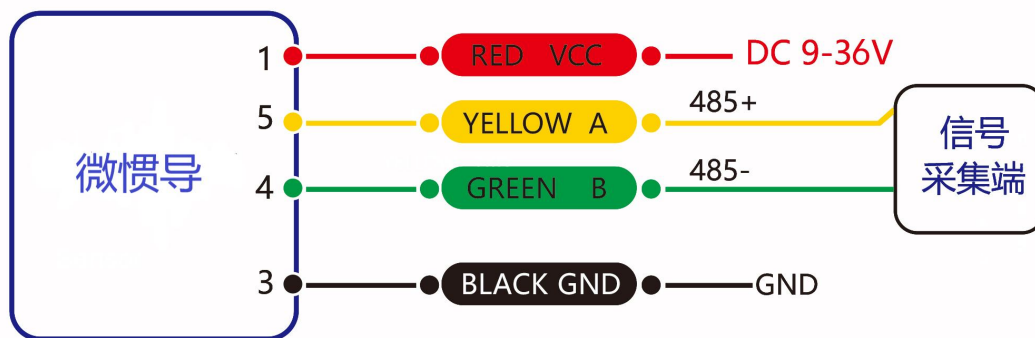 微惯导
1 RED VCC DC 9-36V
5 YELLOW A 485+
4 GREEN B 485-
3 BLACK GND GND
信号
采集端